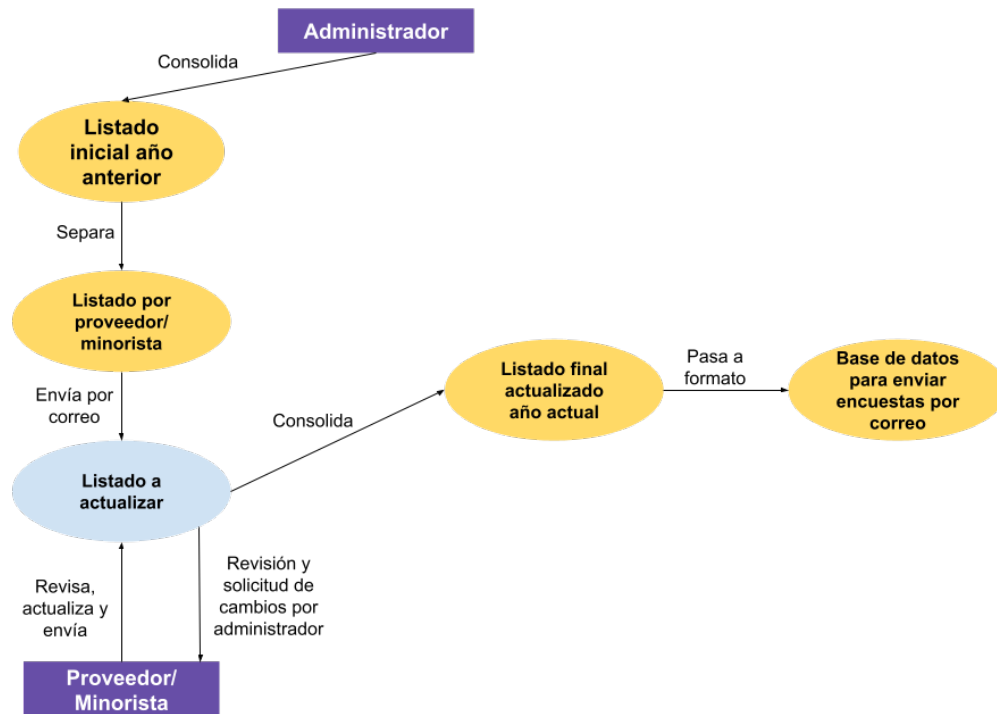 Administrador
Consolida
Listado
inicial año
anterior
Separa
Listado por
proveedor/
minorista
Envía por
correo
Listado a
actualizar
Consolida
Listado final
actualizado
año actual
Pasa a
formato
Base de datos
para enviar
encuestas por
correo
Revisa,
actualiza y
envía
Revisión y
solicitud de
cambios por
administrador
Proveedor/
Minorista